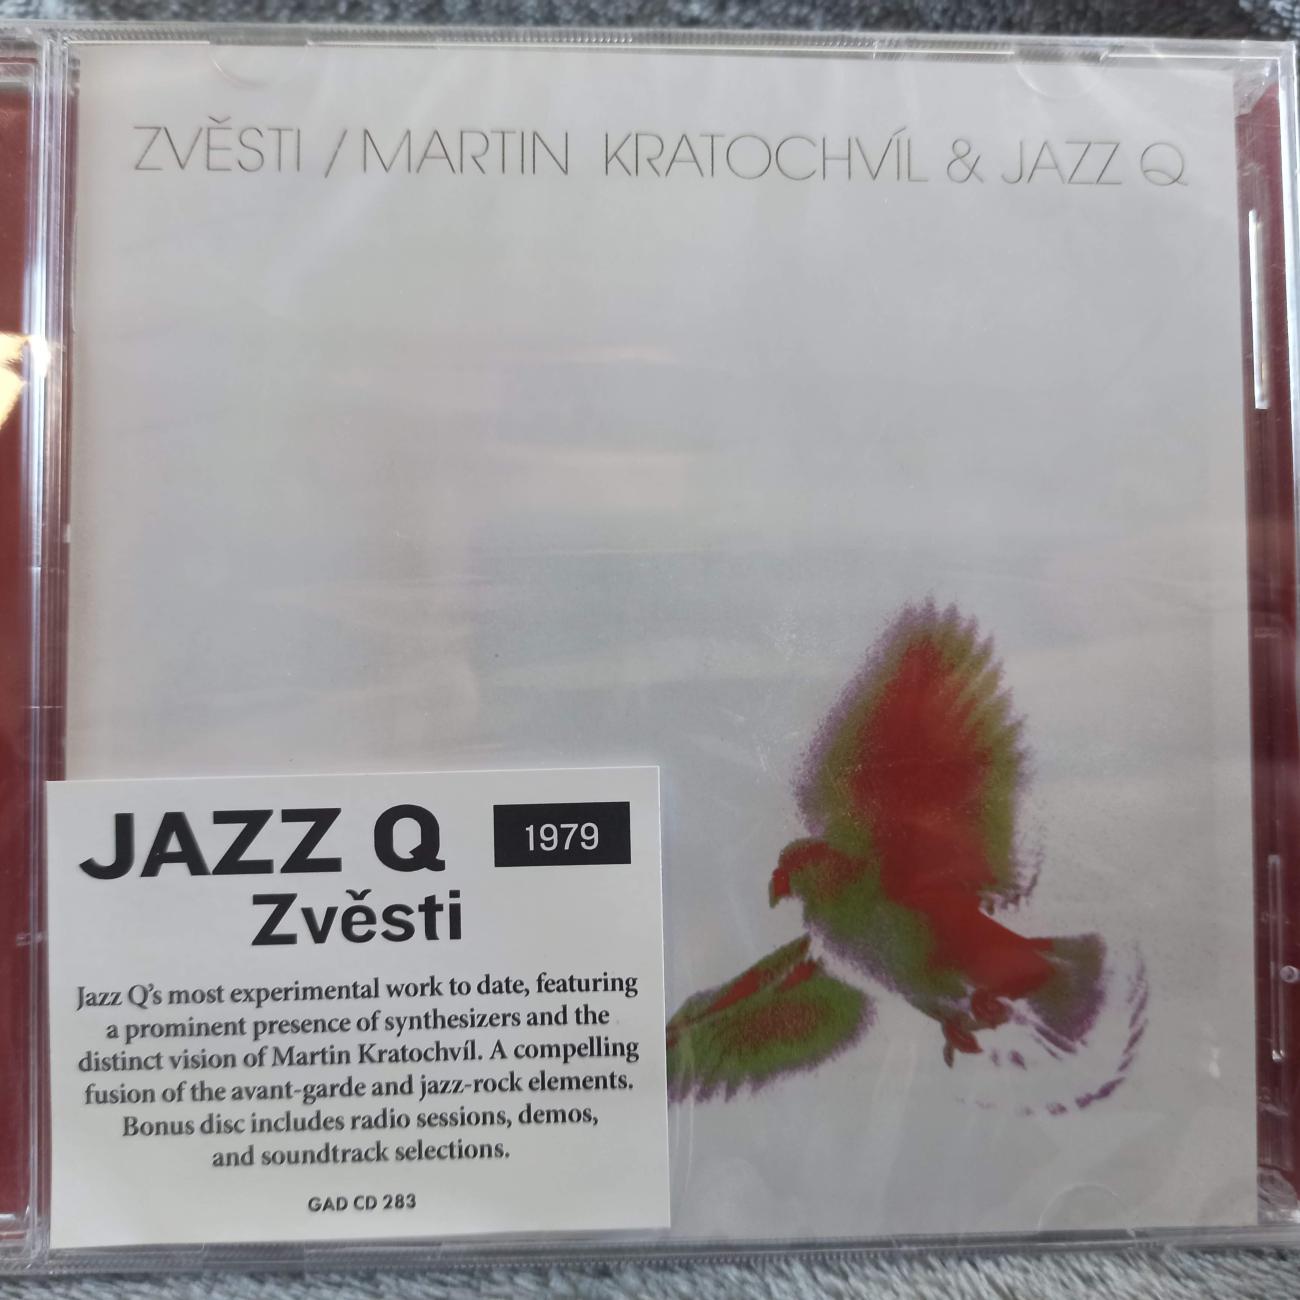 ZVĚSTI / MARTIN KRATOCHVÍL & JAZZ Q
JAZZ Q
1979
Zvěsti
Jazz Q's most experimental work to date, featuring
a prominent presence of synthesizers and the
distinct vision of Martin Kratochvíl. A compelling
fusion of the avant-garde and jazz-rock elements.
Bonus disc includes radio sessions, demos,
and soundtrack selections.
GAD CD 283